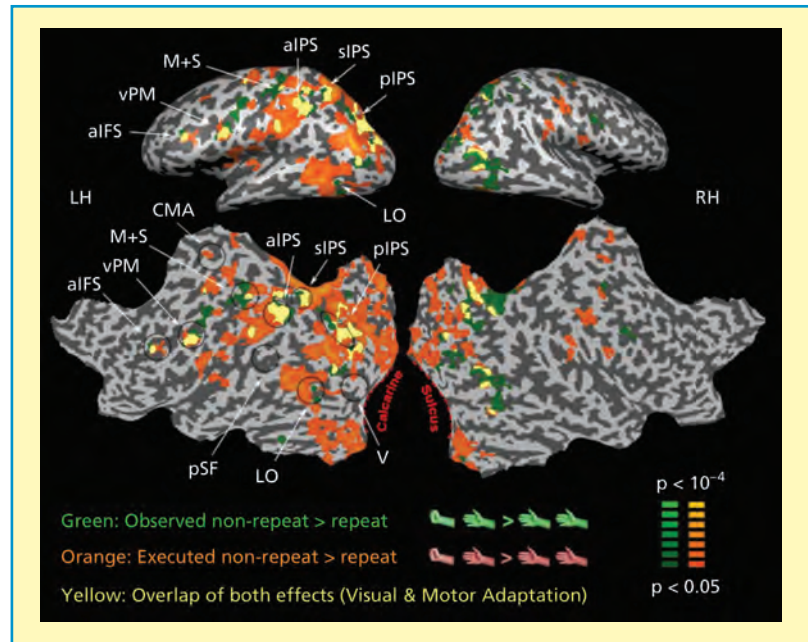 aIPS
sIPS
M+S
pIPS
vPM
aIFS
LH
RH
LO
CMA
M+S
aIPS
sIPS
pIPS
vPM
aIFS
Calcarine
Sulcus
pSF
LO
V
p < 10⁻⁴
Green: Observed non-repeat > repeat
>
Orange: Executed non-repeat > repeat
>
p < 0.05
Yellow: Overlap of both effects (Visual & Motor Adaptation)